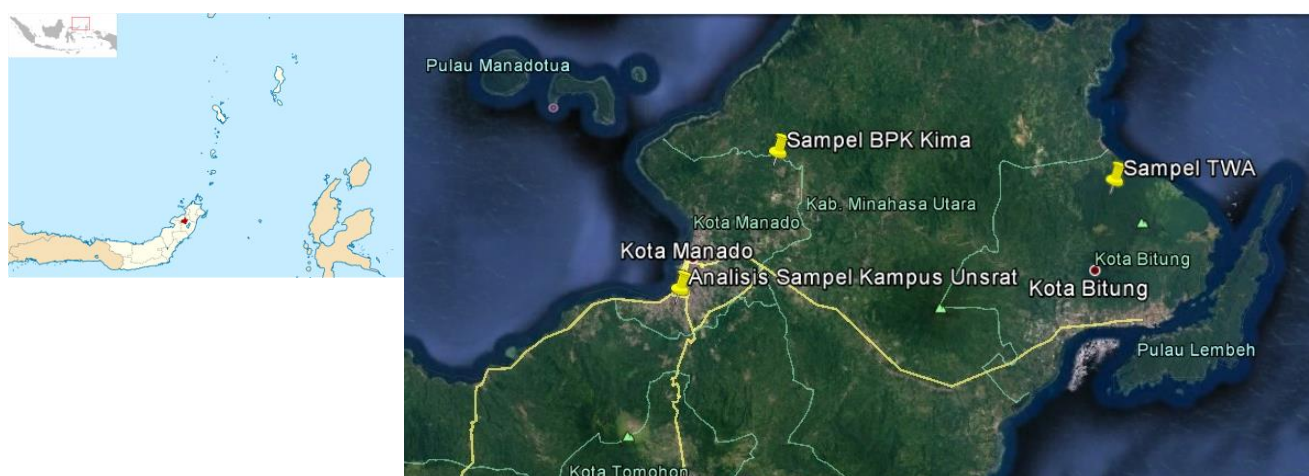 Pulau Manadotua
Sampel BPK Kima
Sampel TWA
Kab. Minahasa Utara
Kota Manado
Kota Manado
Analisis Sampel Kampus Unsrat
Kota Bitung
Kota Bitung
Pulau Lembeh
Kota Tomohon